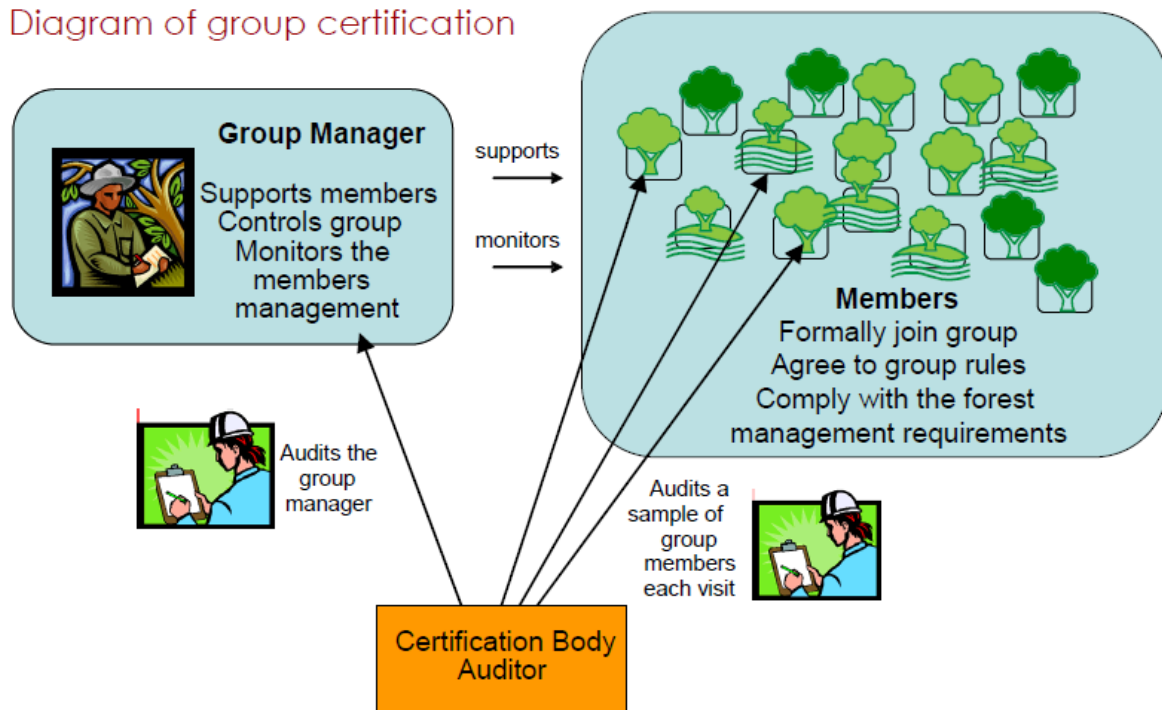 Diagram of group certification
Group Manager
Supports members
Controls group
Monitors the
members
management
supports
monitors
Members
Formally join group
Agree to group rules
Comply with the forest
management requirements
Audits the
group
manager
Audits a
sample of
group
members
each visit
Certification Body
Auditor